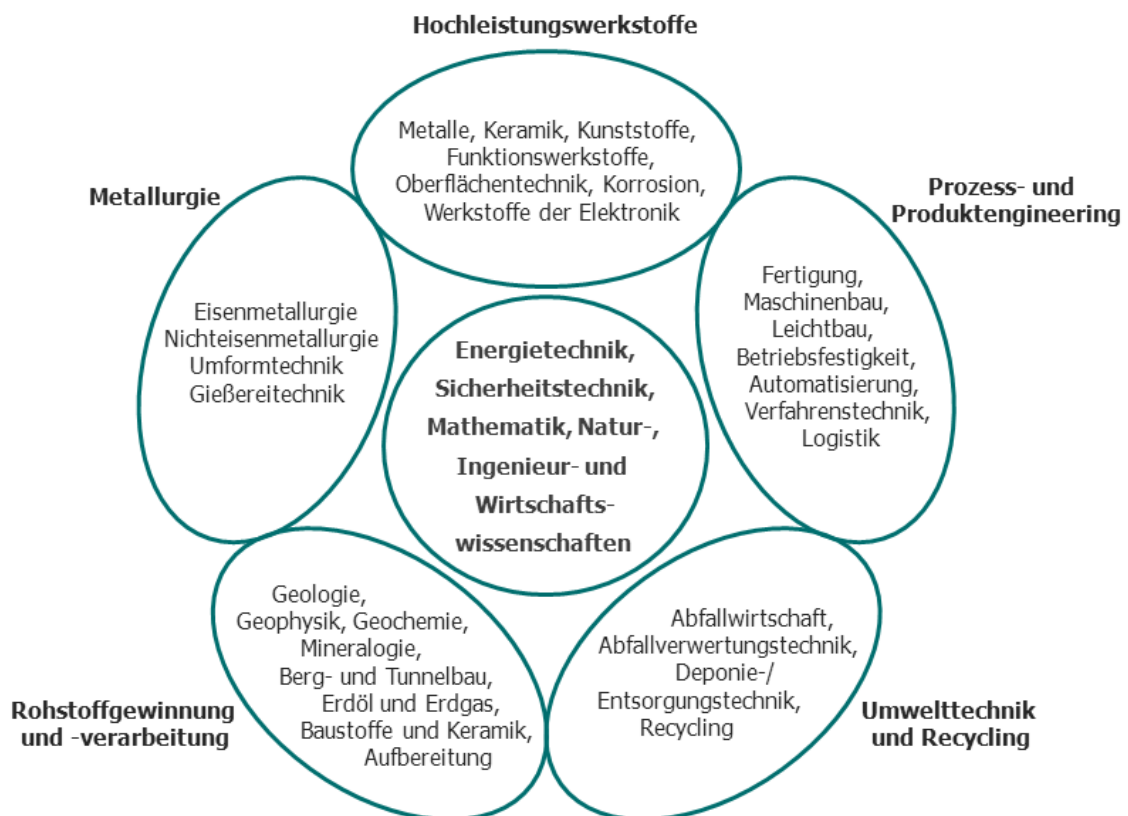 Hochleistungswerkstoffe
Metalle, Keramik, Kunststoffe,
Funktionswerkstoffe,
Oberflächentechnik, Korrosion,
Werkstoffe der Elektronik
Metallurgie
Eisenmetallurgie
Nichteisenmetallurgie
Umformtechnik
Gießereitechnik
Prozess- und
Produktengineering
Fertigung,
Maschinenbau,
Leichtbau,
Betriebsfestigkeit,
Automatisierung,
Verfahrenstechnik,
Logistik
Energietechnik,
Sicherheitstechnik,
Mathematik, Natur-,
Ingenieur- und
Wirtschafts-
wissenschaften
Rohstoffgewinnung
und -verarbeitung
Geologie,
Geophysik, Geochemie,
Mineralogie,
Berg- und Tunnelbau,
Erdöl und Erdgas,
Baustoffe und Keramik,
Aufbereitung
Abfallwirtschaft,
Abfallverwertungstechnik,
Deponie-/
Entsorgungstechnik,
Recycling
Umwelttechnik
und Recycling